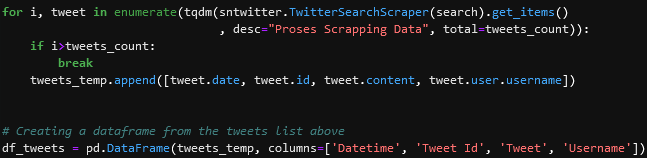 for i, tweet in enumerate(tqdm(sntwitter.TwitterSearchScraper(search).get_items()
, desc="Proses Scrapping Data", total=tweets_count)):
if i>tweets_count:
break
tweets_temp.append([tweet.date, tweet.id, tweet.content, tweet.user.username])
# Creating a dataframe from the tweets list above
df_tweets = pd.DataFrame(tweets_temp, columns=['Datetime', 'Tweet Id', 'Tweet', 'Username'])